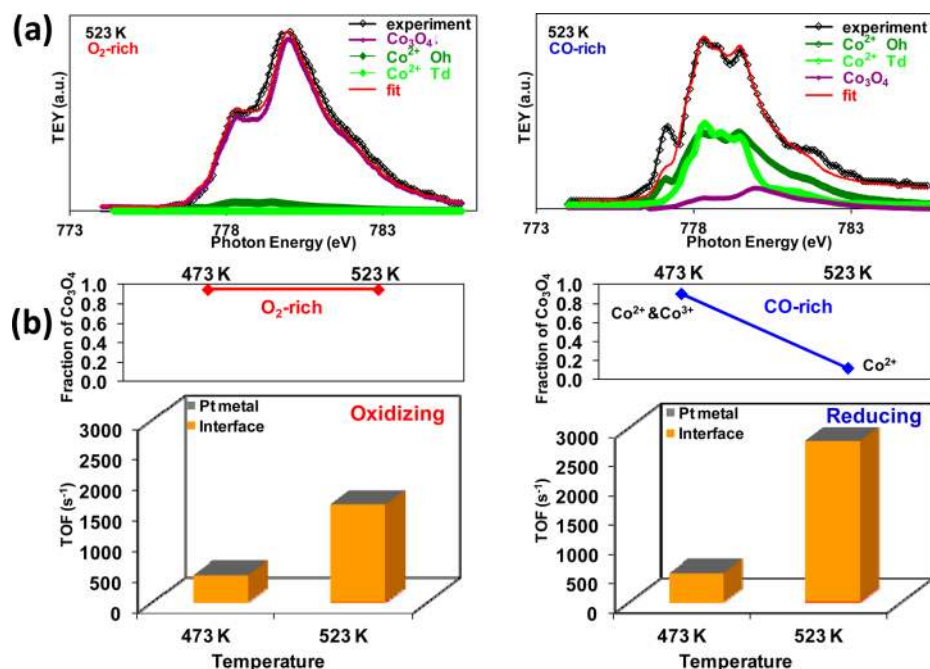 (a)
523 K
O₂-rich
experiment
Co₃O₄
Co²⁺ Oh
Co²⁺ Td
fit
TEY (a.u.)
773
778
783
Photon Energy (eV)
523 K
CO-rich
experiment
Co²⁺ Oh
Co²⁺ Td
Co₃O₄
fit
TEY (a.u.)
773
778
783
Photon Energy (eV)
(b)
473 K
523 K
Fraction of Co₃O₄
1.0
0.8
0.6
0.4
0.2
0.0
O₂-rich
473 K
523 K
Fraction of Co₃O₄
1.0
0.8
0.6
0.4
0.2
0.0
CO-rich
Co²⁺ &Co³⁺
Co²⁺
Pt metal
Interface
Oxidizing
TOF (s⁻¹)
3000
2500
2000
1500
1000
500
0
473 K
523 K
Temperature
Pt metal
Interface
Reducing
TOF (s⁻¹)
3000
2500
2000
1500
1000
500
0
473 K
523 K
Temperature